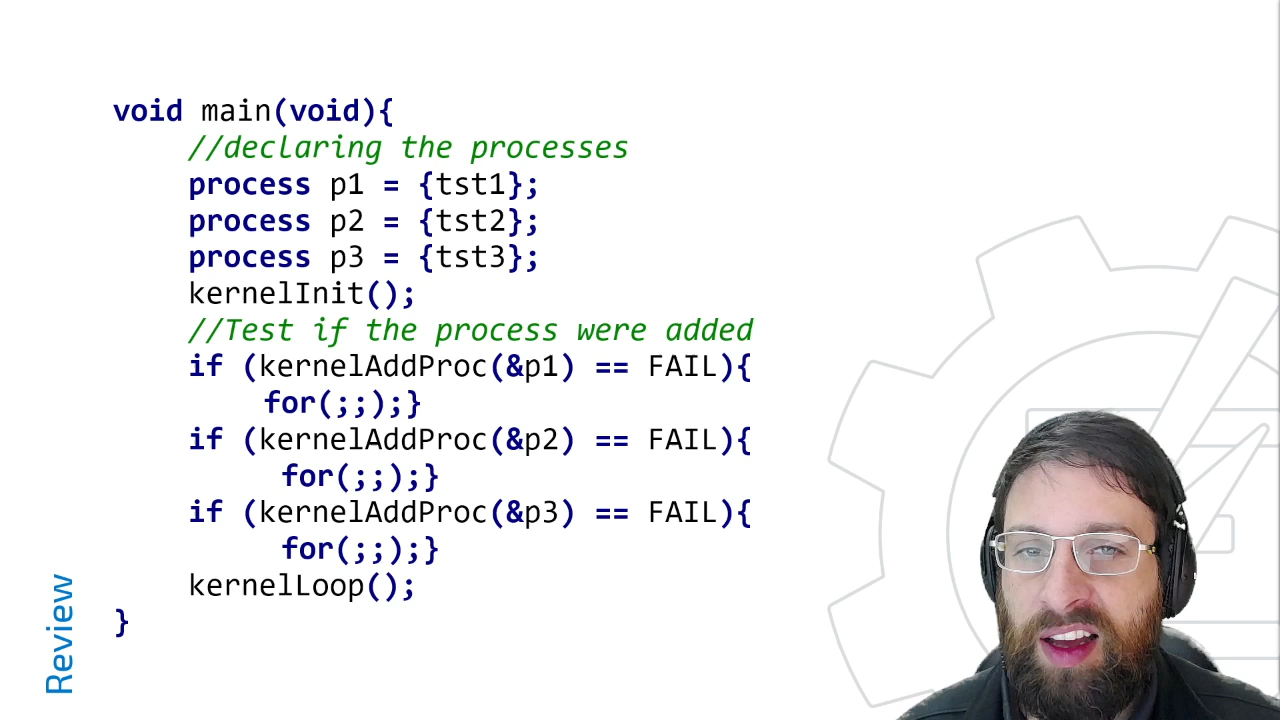 void main(void){
//declaring the processes
process p1 = {tst1};
process p2 = {tst2};
process p3 = {tst3};
kernelInit();
//Test if the process were added
if (kernelAddProc(&p1) == FAIL){
for(;;);}
if (kernelAddProc(&p2) == FAIL){
for(;;);}
if (kernelAddProc(&p3) == FAIL){
for(;;);}
kernelLoop();
}
Review